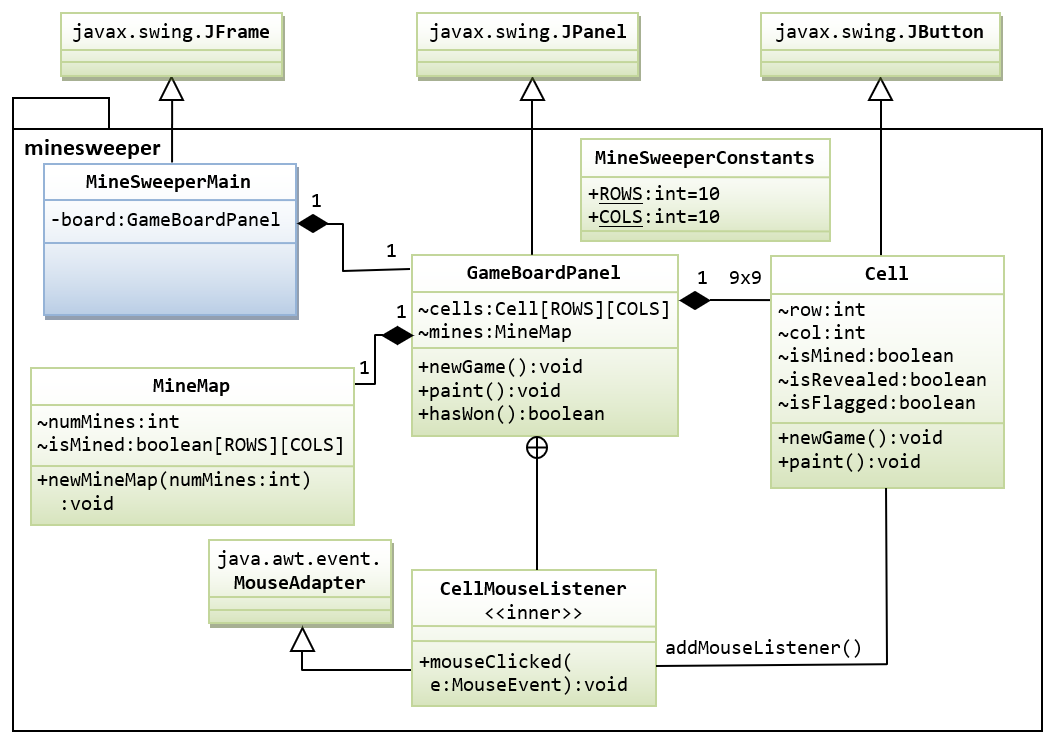 javax.swing.JFrame
javax.swing.JPanel
javax.swing.JButton
minesweeper
MineSweeperMain
-board:GameBoardPanel
1
1
MineSweeperConstants
+ROWS:int=10
+COLS:int=10
GameBoardPanel
~cells:Cell[ROWS][COLS]
~mines:MineMap
+newGame():void
+paint():void
+hasWon():boolean
1
9x9
Cell
~row:int
~col:int
~isMined:boolean
~isRevealed:boolean
~isFlagged:boolean
+newGame():void
+paint():void
1
1
MineMap
~numMines:int
~isMined:boolean[ROWS][COLS]
+newMineMap(numMines:int)
:void
java.awt.event.
MouseAdapter
CellMouseListener
<<inner>>
+mouseClicked(
e:MouseEvent):void
addMouseListener()